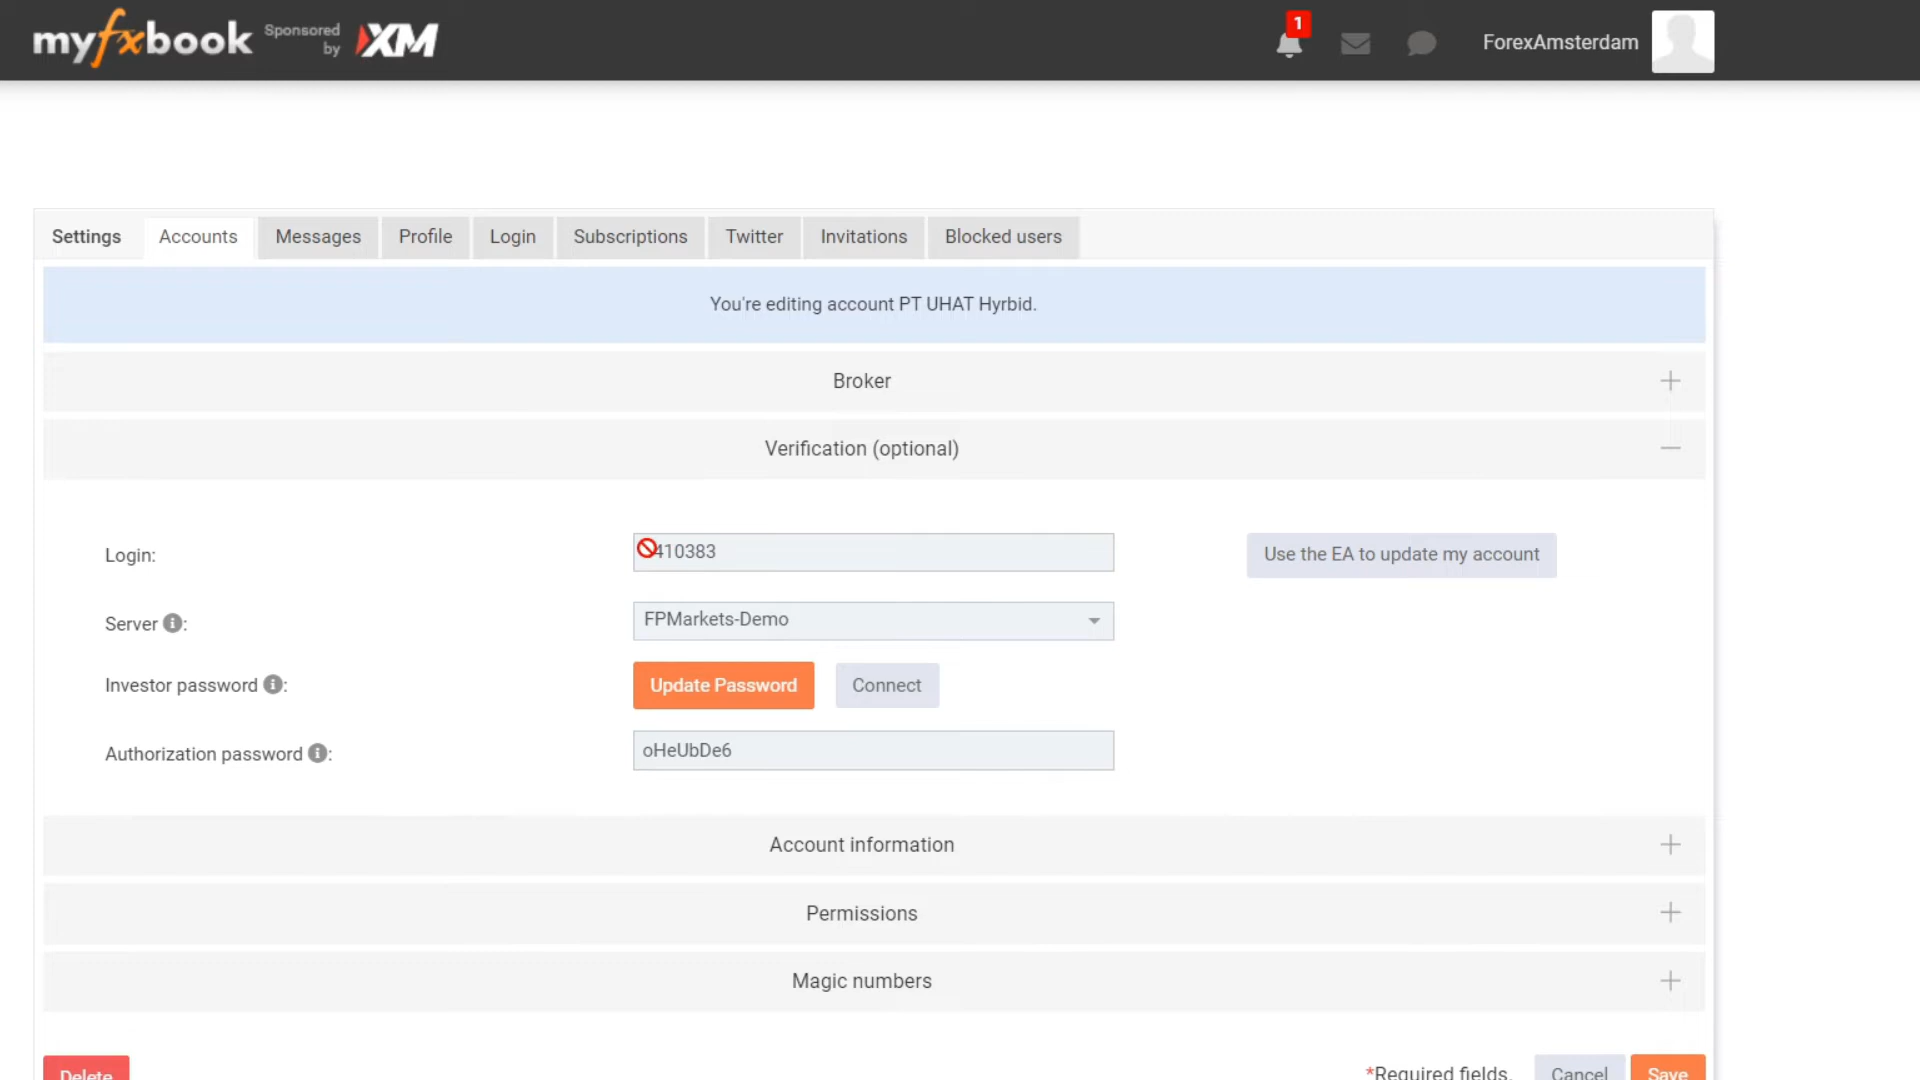 myfxbook Sponsored by XM
1
ForexAmsterdam
Settings Accounts Messages Profile Login Subscriptions Twitter Invitations Blocked users
You're editing account PT UHAT Hyrbid.
Broker
Verification (optional)
Login: 410383 Use the EA to update my account
Server : FPMarkets-Demo
Investor password : Update Password Connect
Authorization password : oHeUbDe6
Account information
Permissions
Magic numbers
Delete *Required fields. Cancel Save